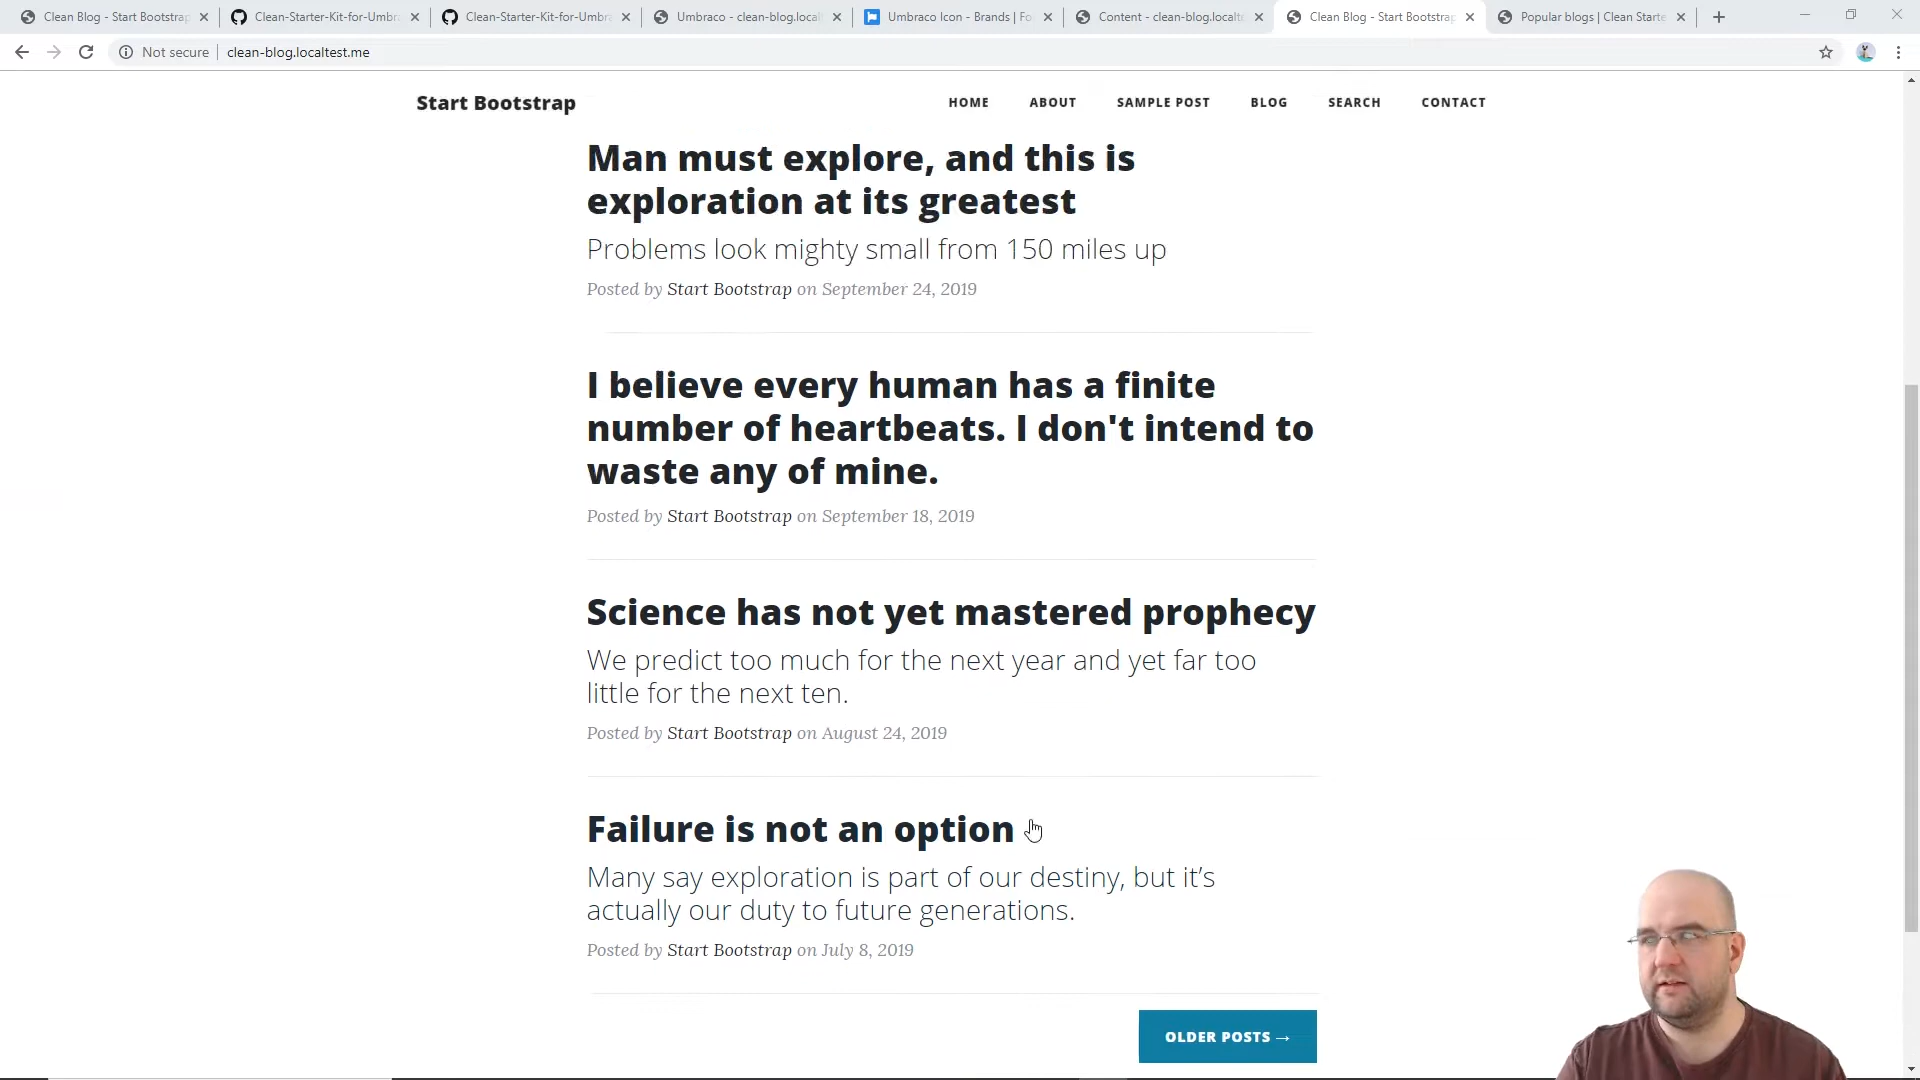 Clean Blog - Start Bootstrap
Clean-Starter-Kit-for-Umbra
Clean-Starter-Kit-for-Umbra
Umbraco - clean-blog.local
Umbraco Icon - Brands | Fo
Content - clean-blog.localt
Clean Blog - Start Bootstrap
Popular blogs | Clean Starte
Not secure clean-blog.localtest.me
Start Bootstrap
HOME ABOUT SAMPLE POST BLOG SEARCH CONTACT
Man must explore, and this is
exploration at its greatest
Problems look mighty small from 150 miles up
Posted by Start Bootstrap on September 24, 2019
I believe every human has a finite
number of heartbeats. I don't intend to
waste any of mine.
Posted by Start Bootstrap on September 18, 2019
Science has not yet mastered prophecy
We predict too much for the next year and yet far too
little for the next ten.
Posted by Start Bootstrap on August 24, 2019
Failure is not an option
Many say exploration is part of our destiny, but it’s
actually our duty to future generations.
Posted by Start Bootstrap on July 8, 2019
OLDER POSTS →